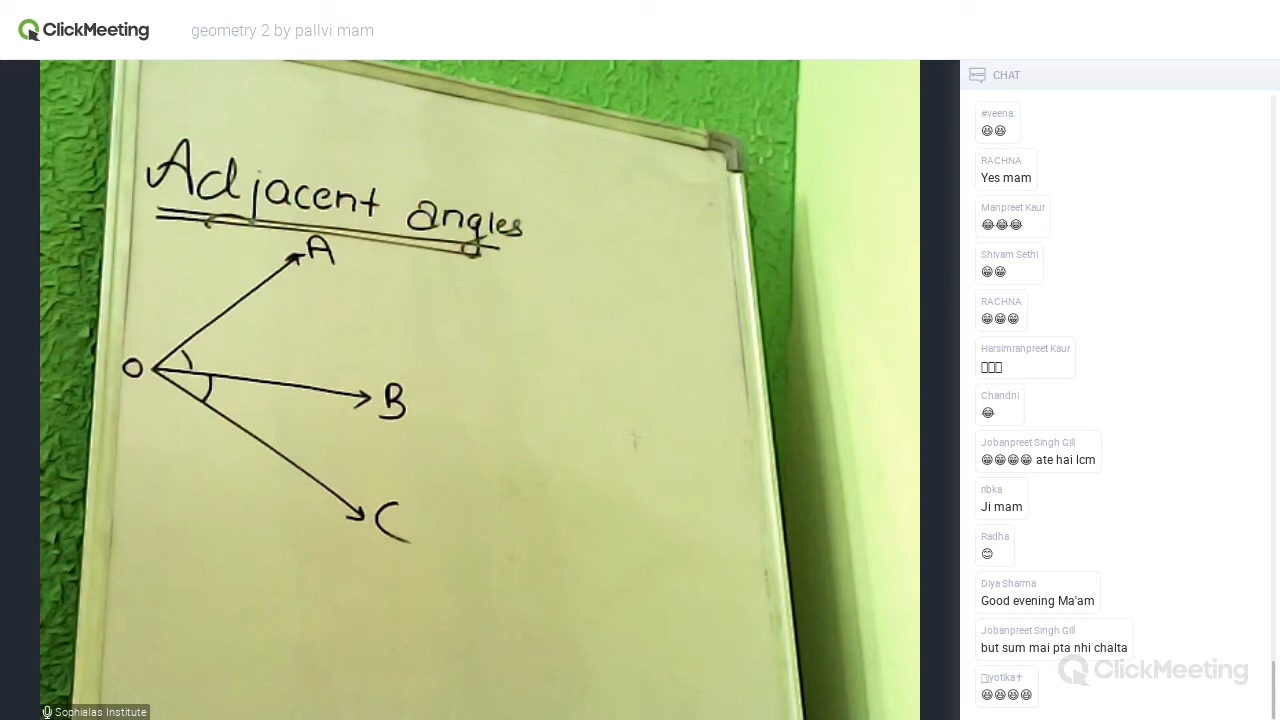 ClickMeeting
geometry 2 by pallvi mam
Adjacent angles
A
O
B
C
Sophialas Institute
CHAT
#veena:
😆😆
RACHNA
Yes mam
Manpreet Kaur
😂😂😂
Shivam Sethi
😁😁
RACHNA
😁😁😁
Harsimranpreet Kaur
Chandni
😂
Jobanpreet Singh Gill
😁😁😁😁 ate hai lcm
ribka
Ji mam
Radha
😊
Diya Sharma
Good evening Ma'am
Jobanpreet Singh Gill
but sum mai pta nhi chalta
jyotika✝
😆😆😆😆
ClickMeeting